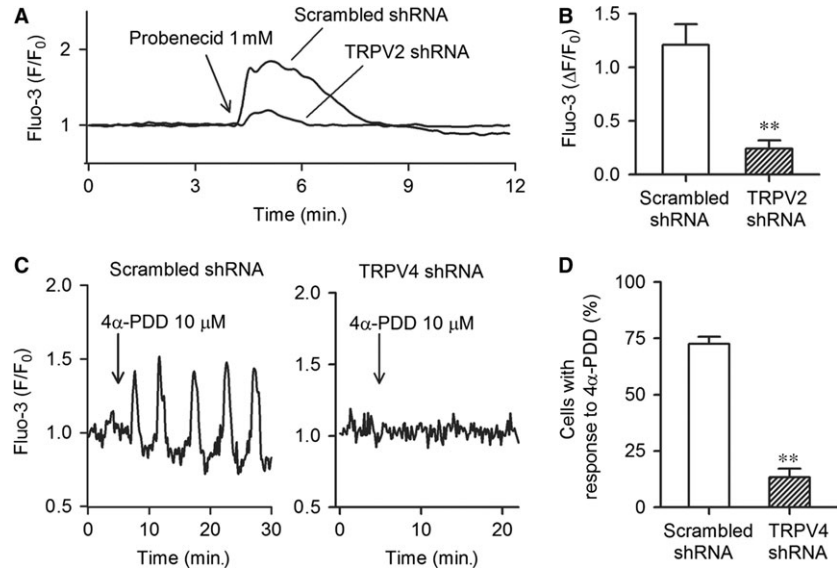 A
Fluo-3 (F/F0)
2
1
Probenecid 1 mM
Scrambled shRNA
TRPV2 shRNA
0
3
6
9
12
Time (min.)
B
Fluo-3 (ΔF/F0)
1.5
1.0
0.5
0.0
**
Scrambled
shRNA
TRPV2
shRNA
C
Scrambled shRNA
Fluo-3 (F/F0)
2.0
1.5
1.0
0.5
4α-PDD 10 μM
0
10
20
30
Time (min.)
TRPV4 shRNA
2.0
1.5
1.0
0.5
4α-PDD 10 μM
0
10
20
Time (min.)
D
Cells with
response to 4α-PDD (%)
100
75
50
25
0
**
Scrambled
shRNA
TRPV4
shRNA